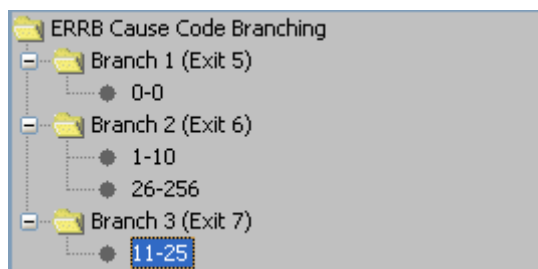 ERRB Cause Code Branching
Branch 1 (Exit 5)
0-0
Branch 2 (Exit 6)
1-10
26-256
Branch 3 (Exit 7)
11-25